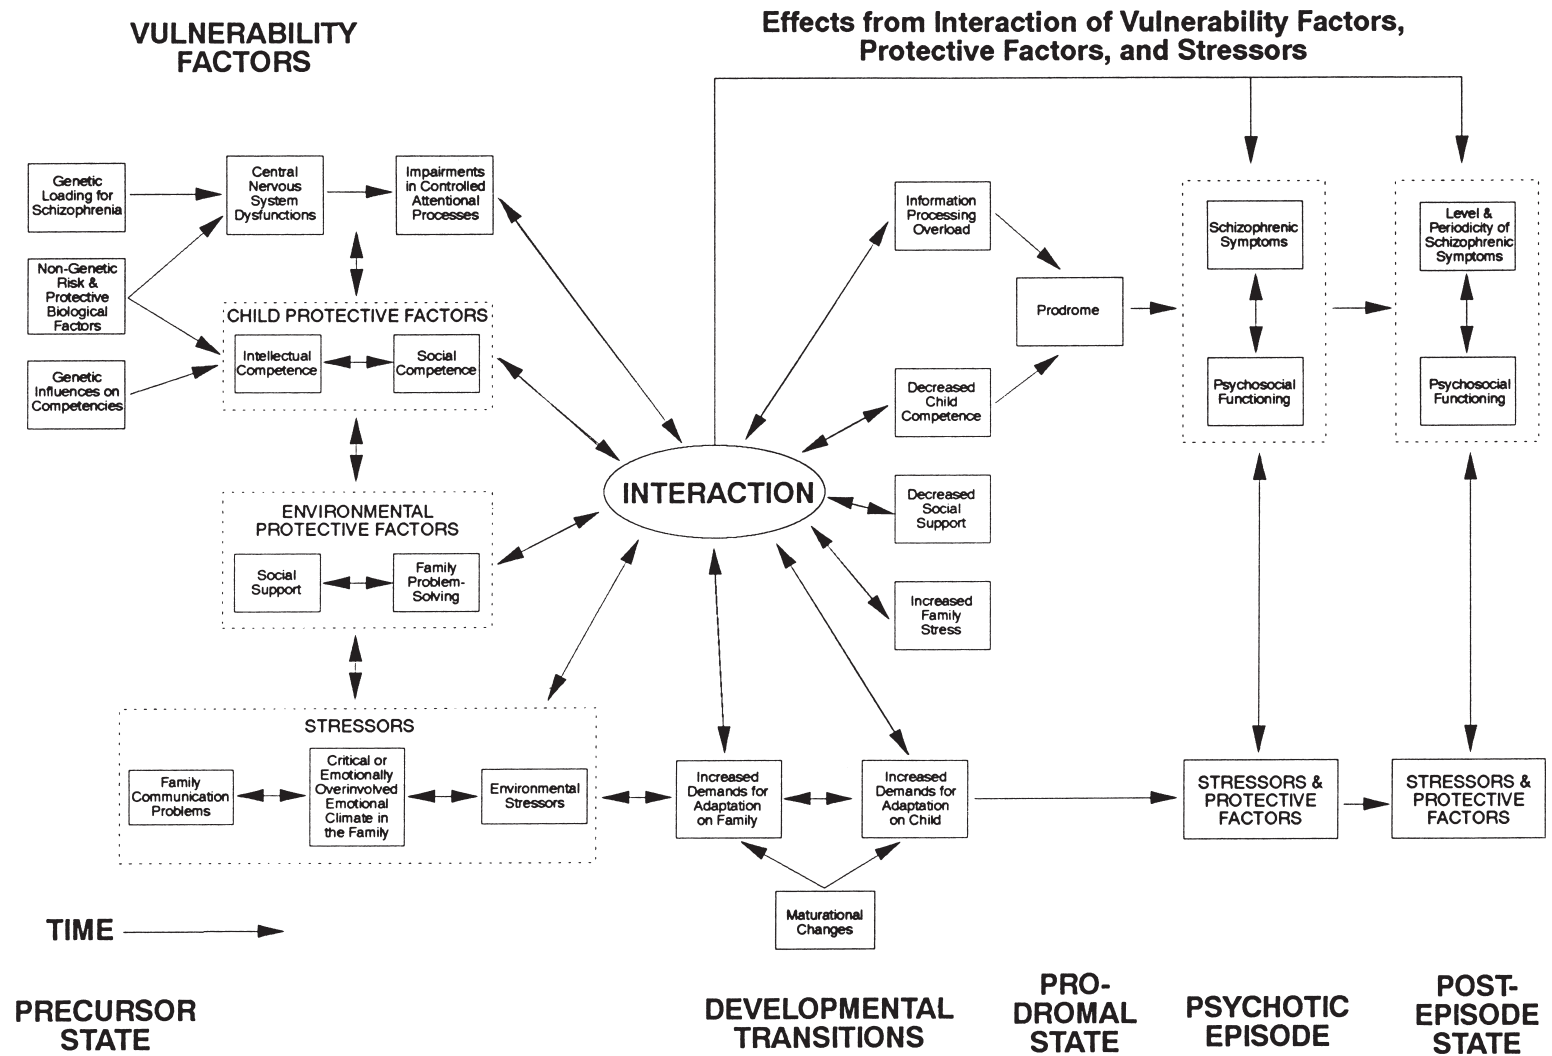 VULNERABILITY
FACTORS
Effects from Interaction of Vulnerability Factors,
Protective Factors, and Stressors
Genetic
Loading for
Schizophrenia
Central
Nervous
System
Dysfunctions
Impairments
in Controlled
Attentional
Processes
Non-Genetic
Risk &
Protective
Biological
Factors
Genetic
Influences on
Competencies
CHILD PROTECTIVE FACTORS
Intellectual
Competence
Social
Competence
ENVIRONMENTAL
PROTECTIVE FACTORS
Social
Support
Family
Problem-
Solving
STRESSORS
Family
Communication
Problems
Critical or
Emotionally
Overinvolved
Emotional
Climate in
the Family
Environmental
Stressors
INTERACTION
Information
Processing
Overload
Decreased
Child
Competence
Decreased
Social
Support
Increased
Family
Stress
Prodrome
Schizophrenic
Symptoms
Psychosocial
Functioning
Level &
Periodicity of
Schizophrenic
Symptoms
Psychosocial
Functioning
Increased
Demands for
Adaptation
on Family
Increased
Demands for
Adaptation
on Child
Maturational
Changes
STRESSORS &
PROTECTIVE
FACTORS
STRESSORS &
PROTECTIVE
FACTORS
TIME
PRECURSOR
STATE
DEVELOPMENTAL
TRANSITIONS
PRO-
DROMAL
STATE
PSYCHOTIC
EPISODE
POST-
EPISODE
STATE